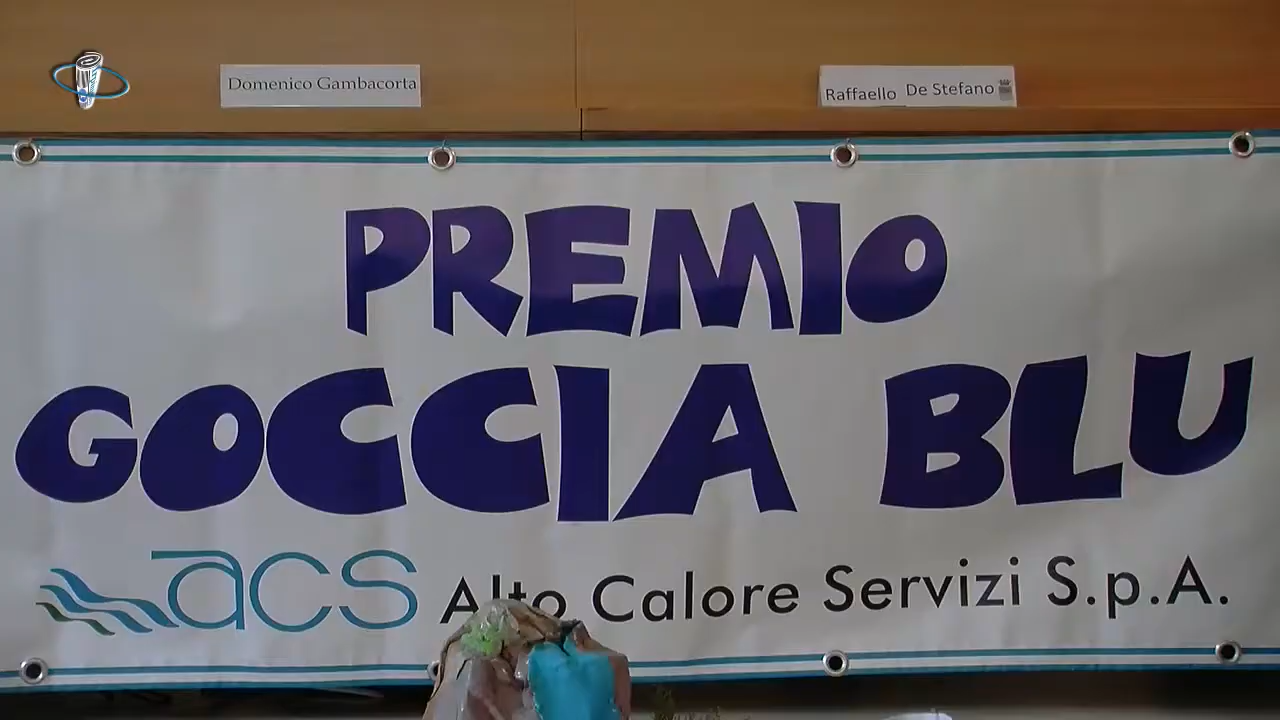 Domenico Gambacorta
Raffaello De Stefano
PREMIO
GOCCIA BLU
acs Alto Calore Servizi S.p.A.